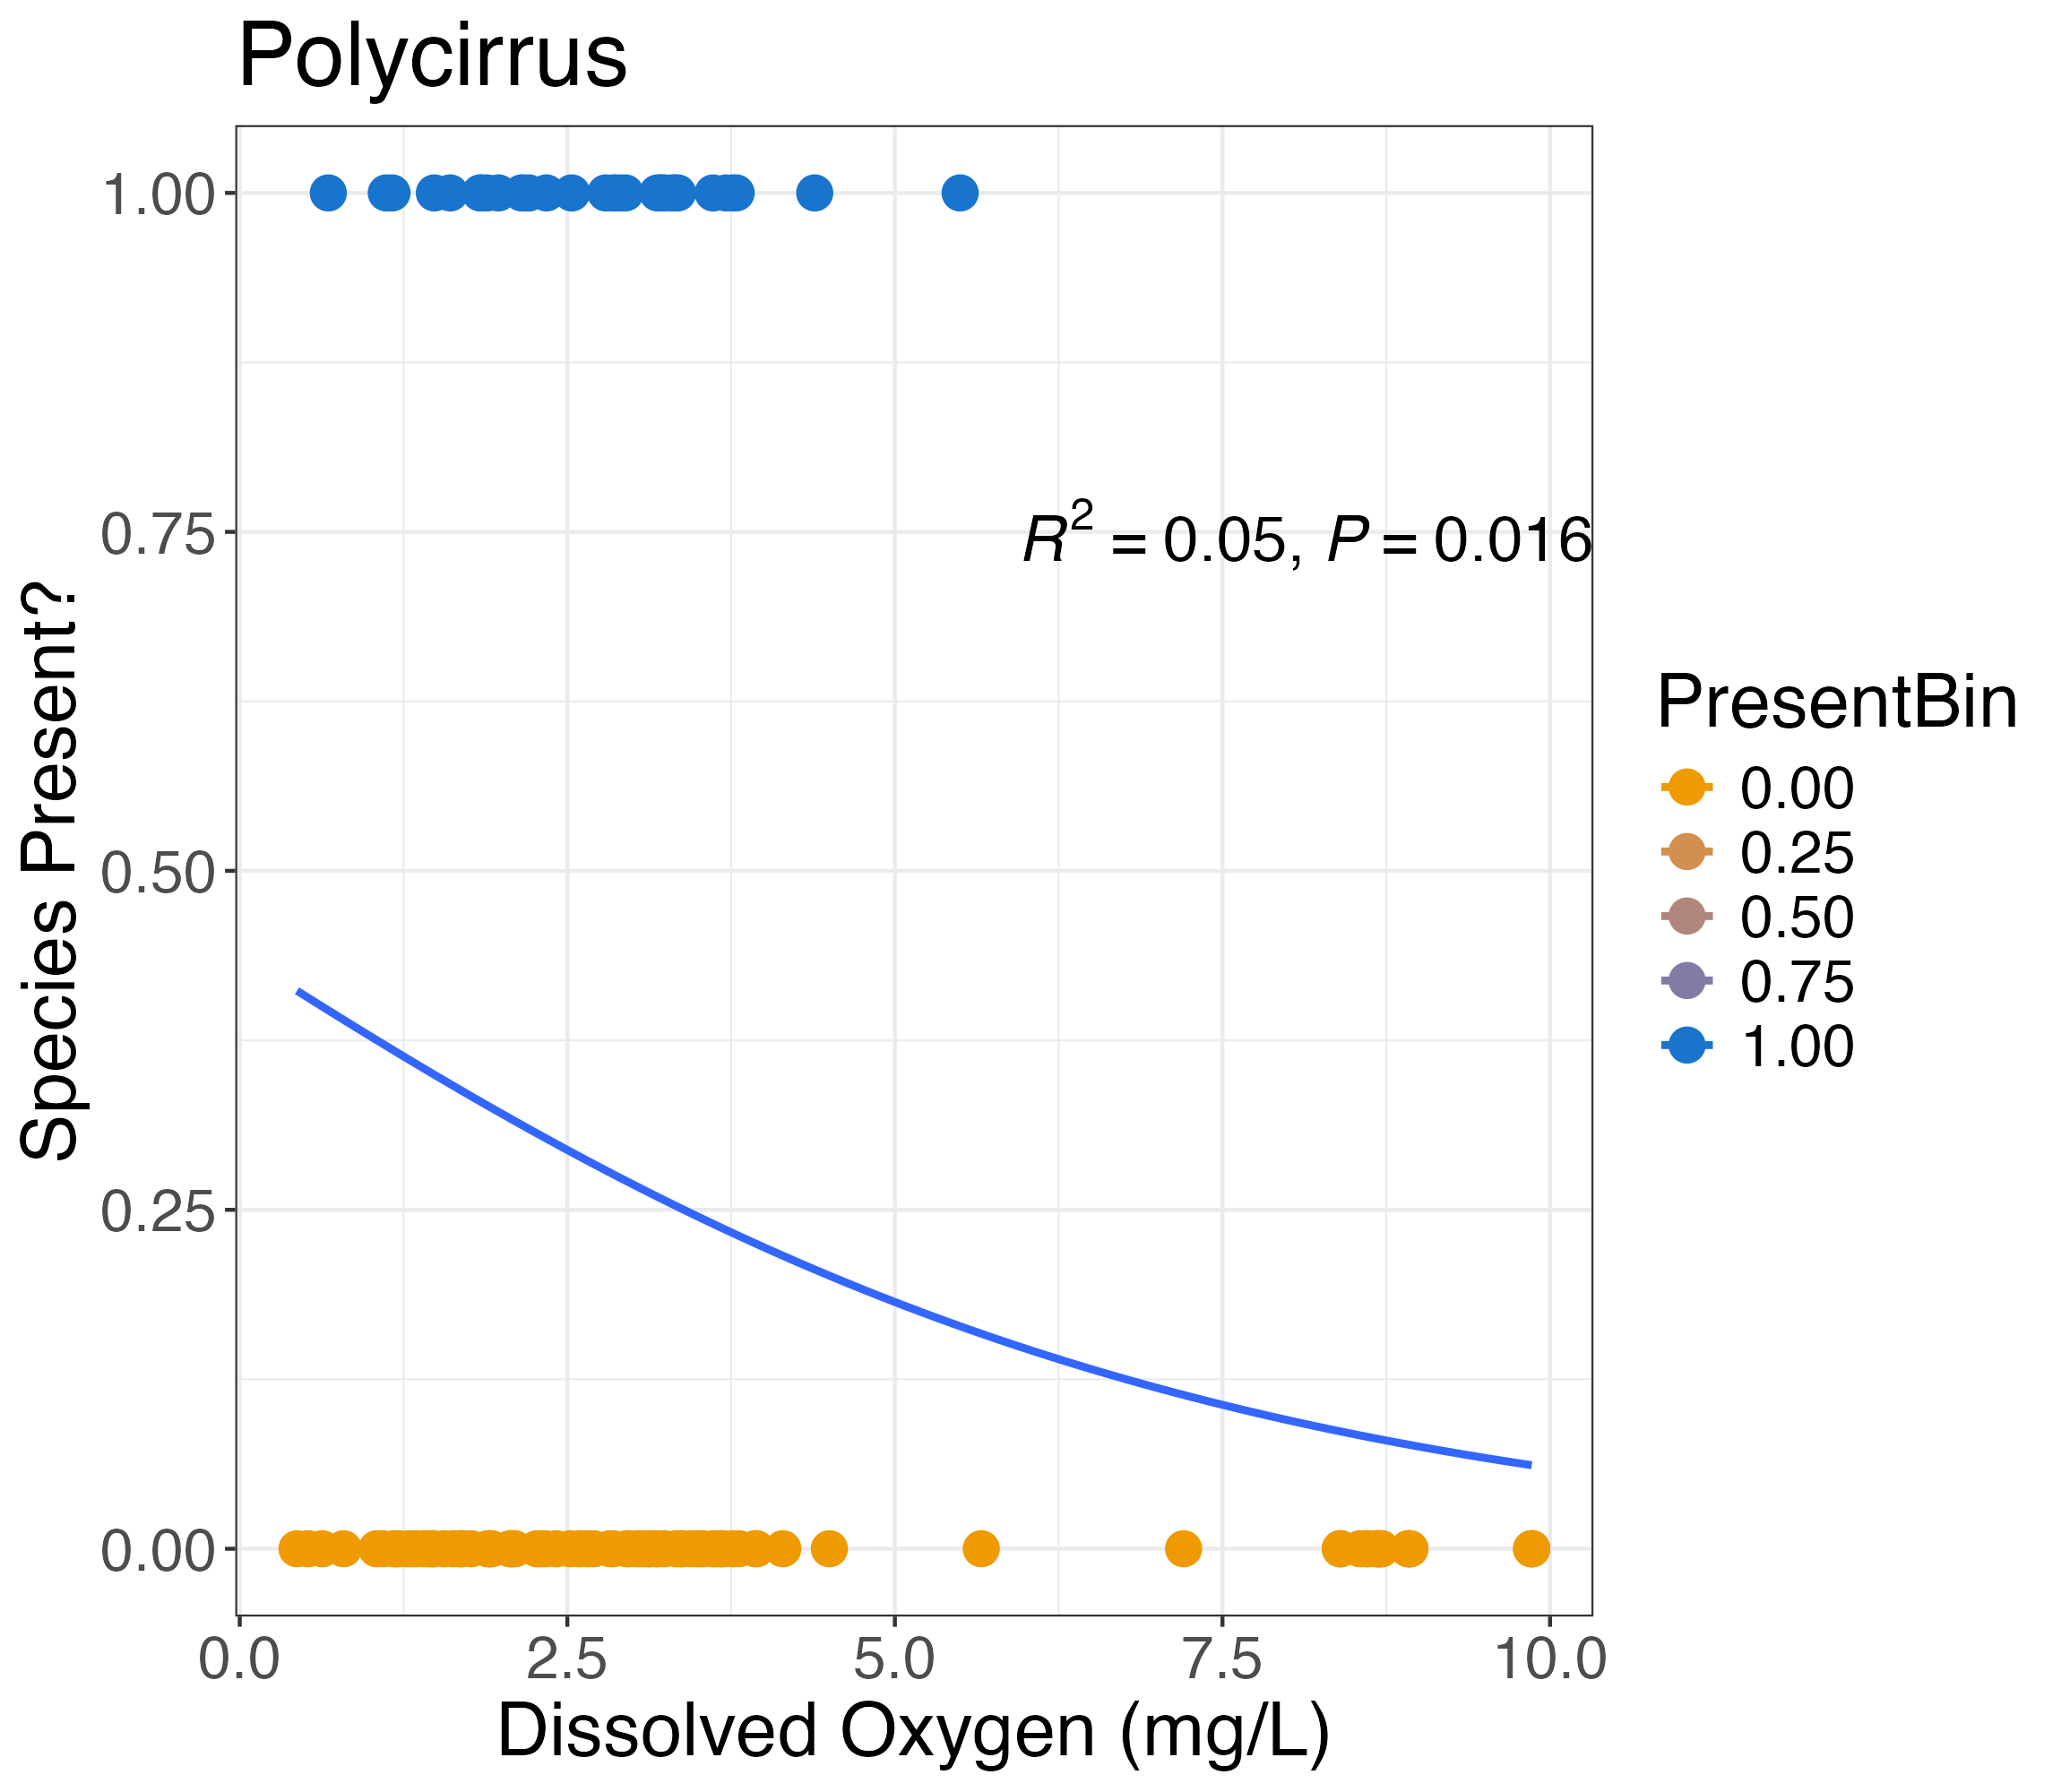 Polycirrus
1.00
0.75
0.50
0.25
0.00
Species Present?
R² = 0.05, P = 0.016
0.0 2.5 5.0 7.5 10.0
Dissolved Oxygen (mg/L)
PresentBin
0.00
0.25
0.50
0.75
1.00